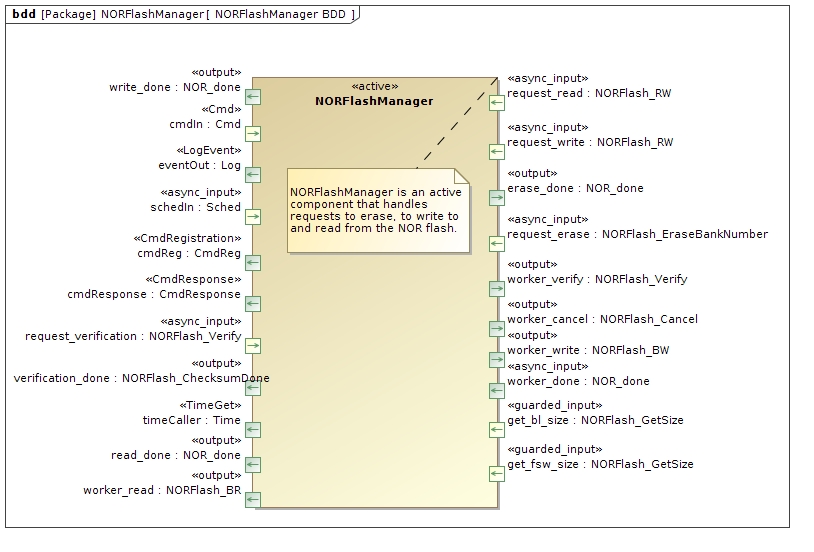 bdd [Package] NORFlashManager[ NORFlashManager BDD ]
«active»
NORFlashManager
NORFlashManager is an active
component that handles
requests to erase, to write to
and read from the NOR flash.
«output»
write_done : NOR_done
«Cmd»
cmdIn : Cmd
«LogEvent»
eventOut : Log
«async_input»
schedIn : Sched
«CmdRegistration»
cmdReg : CmdReg
«CmdResponse»
cmdResponse : CmdResponse
«async_input»
request_verification : NORFlash_Verify
«output»
verification_done : NORFlash_ChecksumDone
«TimeGet»
timeCaller : Time
«output»
read_done : NOR_done
«output»
worker_read : NORFlash_BR
«async_input»
request_read : NORFlash_RW
«async_input»
request_write : NORFlash_RW
«output»
erase_done : NOR_done
«async_input»
request_erase : NORFlash_EraseBankNumber
«output»
worker_verify : NORFlash_Verify
«output»
worker_cancel : NORFlash_Cancel
«output»
worker_write : NORFlash_BW
«async_input»
worker_done : NOR_done
«guarded_input»
get_bl_size : NORFlash_GetSize
«guarded_input»
get_fsw_size : NORFlash_GetSize